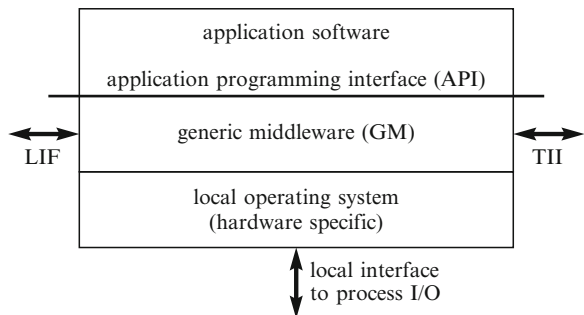 application software
application programming interface (API)
generic middleware (GM)
LIF
TII
local operating system
(hardware specific)
local interface
to process I/O